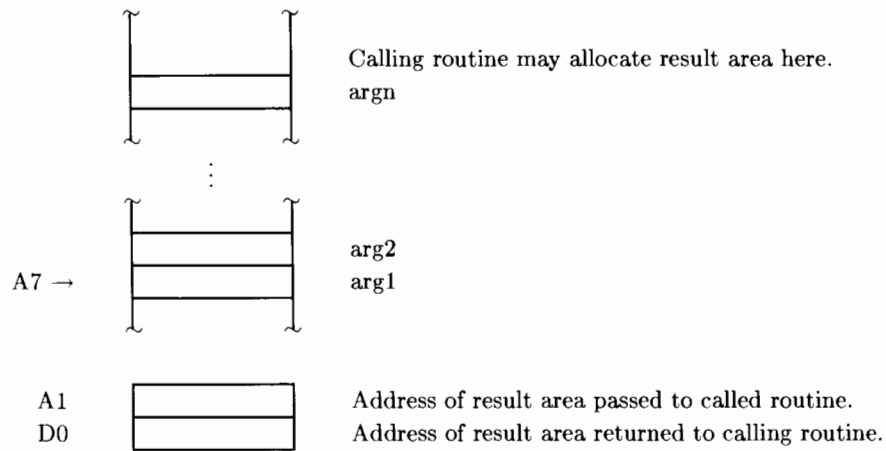 Calling routine may allocate result area here.
argn
⋮
arg2
A7 → arg1
A1 Address of result area passed to called routine.
D0 Address of result area returned to calling routine.